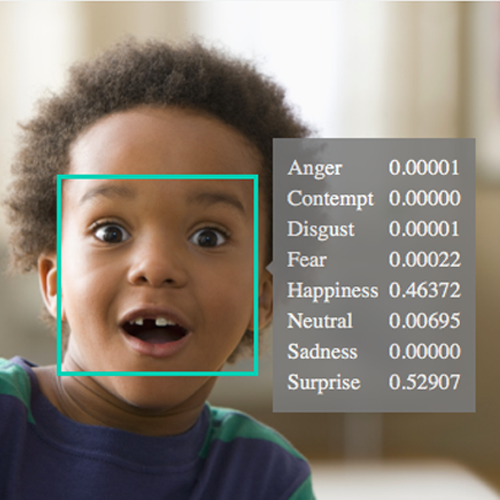 Anger 0.00001
Contempt 0.00000
Disgust 0.00001
Fear 0.00022
Happiness 0.46372
Neutral 0.00695
Sadness 0.00000
Surprise 0.52907